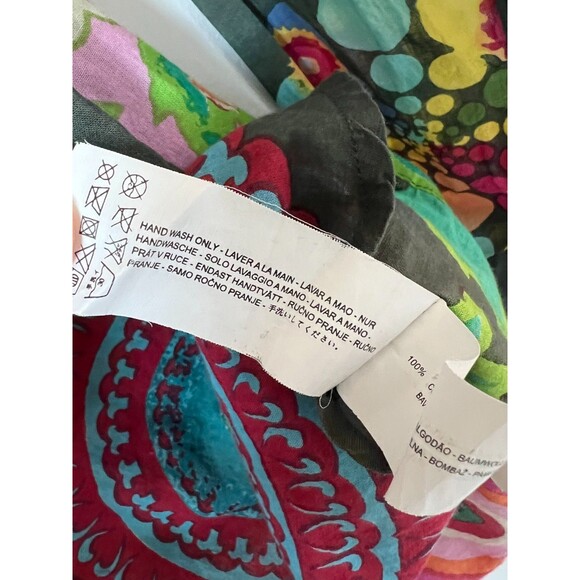 HAND WASH ONLY - LAVER A LA MAIN - LAVAR A MAO - NUR
HANDWASCHE - SOLO LAVAGGIO A MANO - LAVAR A MANO -
PRÁT V RUCE - ENDAST HANDTVÄTT - RUČNO PRANJE - RUČNO
PRANJE - SAMO ROČNO PRANJE - 手洗いしてください。
100%
ALGODÃO - BAUMWO
LNA - BOMBAŽ -